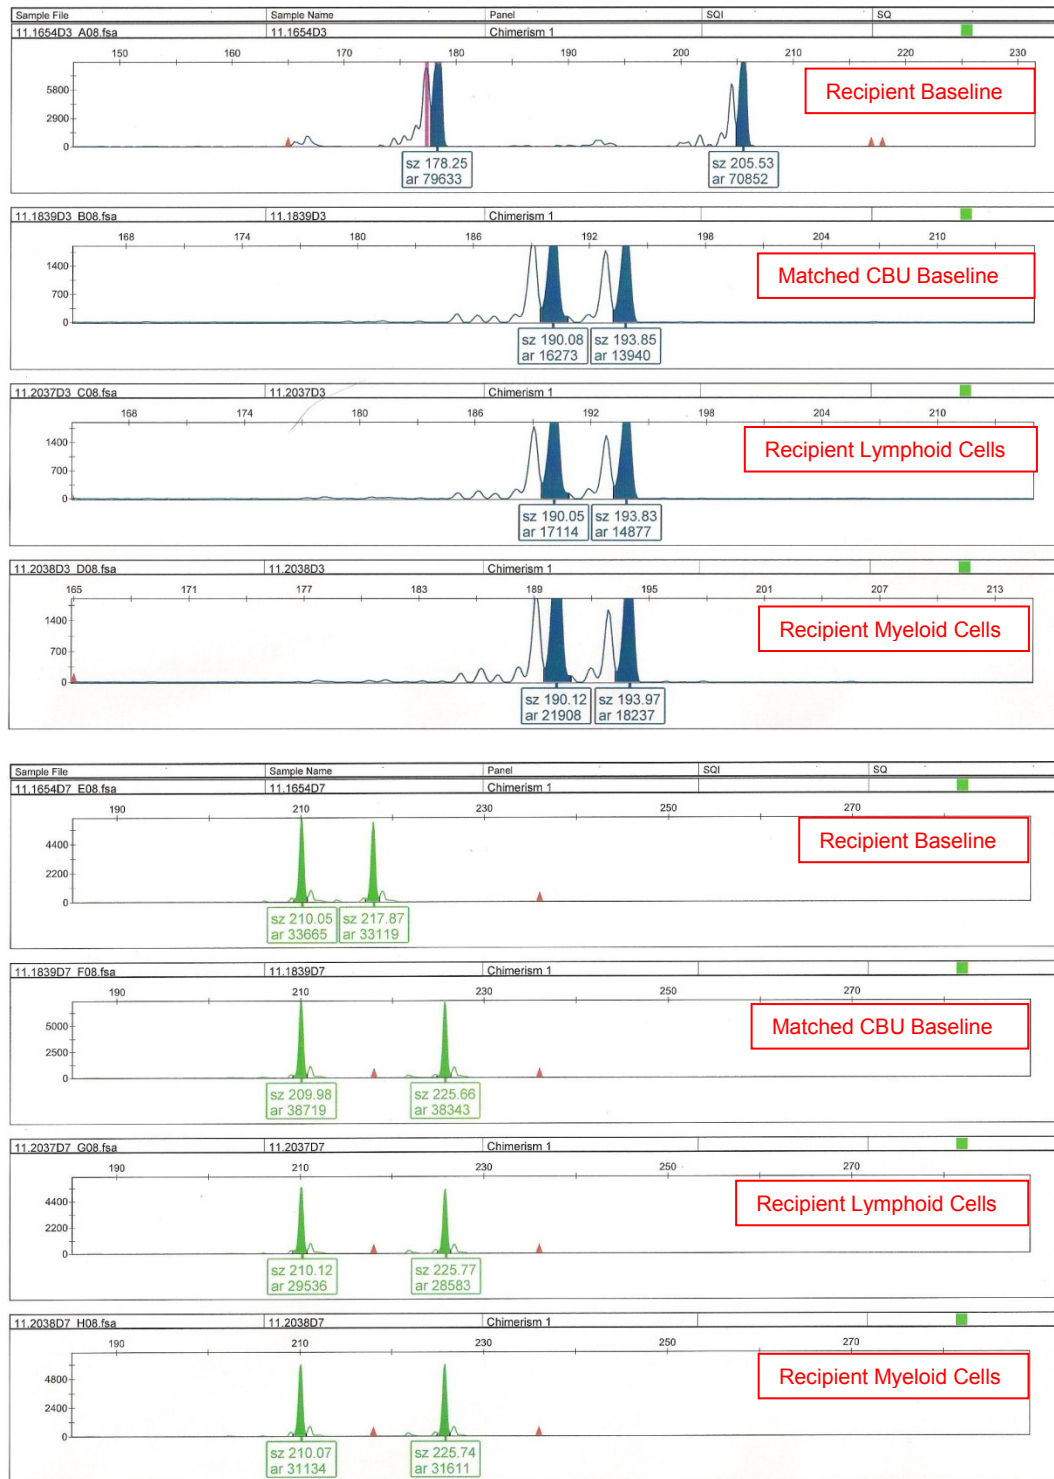 Sample File Sample Name Panel SQI SQ
11.1654D3_A08.fsa 11.1654D3 Chimerism 1
150 160 170 180 190 200 210 220 230
Recipient Baseline
5800
2900
0
sz 178.25 sz 205.53
ar 79633 ar 70852
11.1839D3_B08.fsa 11.1839D3 Chimerism 1
168 174 180 186 192 198 204 210
Matched CBU Baseline
1400
700
0
sz 190.08 sz 193.85
ar 16273 ar 13940
11.2037D3_C08.fsa 11.2037D3 Chimerism 1
168 174 180 186 192 198 204 210
Recipient Lymphoid Cells
1400
700
0
sz 190.05 sz 193.83
ar 17114 ar 14877
11.2038D3_D08.fsa 11.2038D3 Chimerism 1
165 171 177 183 189 195 201 207 213
Recipient Myeloid Cells
1400
700
0
sz 190.12 sz 193.97
ar 21908 ar 18237
Sample File Sample Name Panel SQI SQ
11.1654D7_E08.fsa 11.1654D7 Chimerism 1
190 210 230 250 270
Recipient Baseline
4400
2200
0
sz 210.05 sz 217.87
ar 33665 ar 33119
11.1839D7_F08.fsa 11.1839D7 Chimerism 1
190 210 230 250 270
Matched CBU Baseline
5000
2500
0
sz 209.98 sz 225.66
ar 38719 ar 38343
11.2037D7_G08.fsa 11.2037D7 Chimerism 1
190 210 230 250 270
Recipient Lymphoid Cells
4400
2200
0
sz 210.12 sz 225.77
ar 29536 ar 28583
11.2038D7_H08.fsa 11.2038D7 Chimerism 1
190 210 230 250 270
Recipient Myeloid Cells
4800
2400
0
sz 210.07 sz 225.74
ar 31134 ar 31611